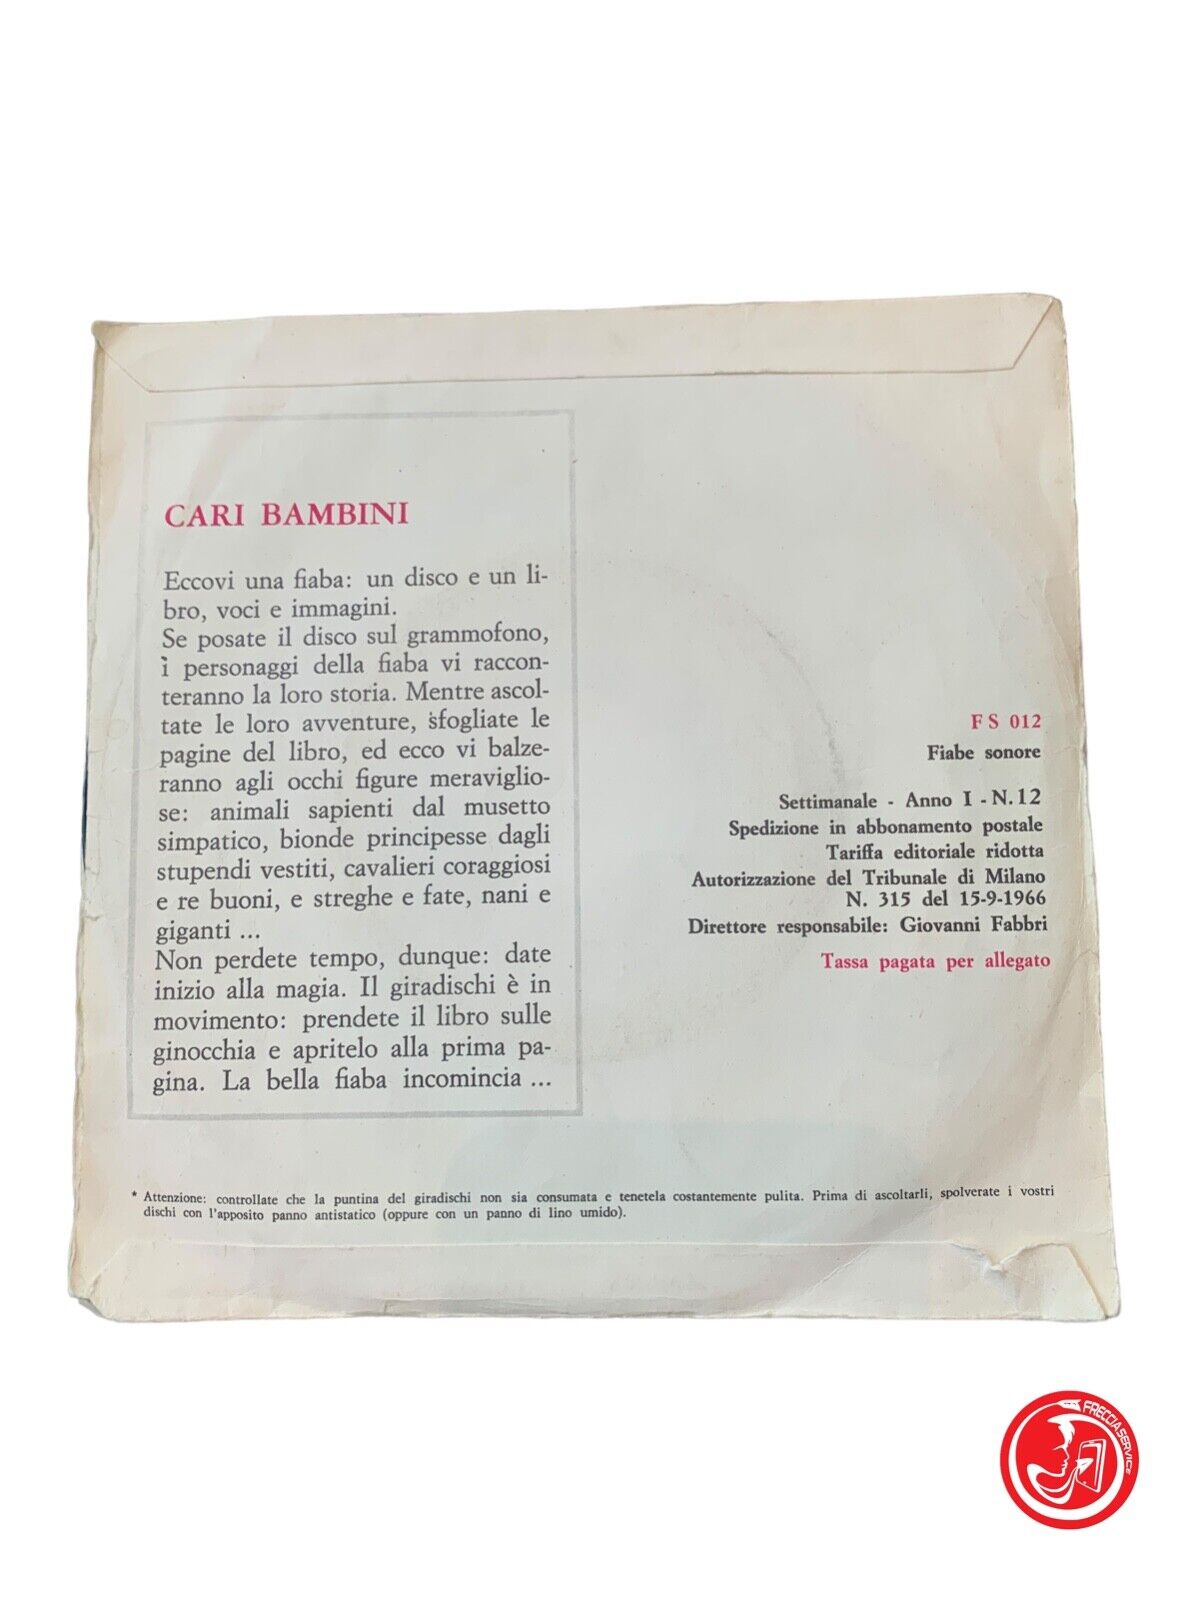 CARI BAMBINI
Eccovi una fiaba: un disco e un li-
bro, voci e immagini.
Se posate il disco sul grammofono,
i personaggi della fiaba vi raccon-
teranno la loro storia. Mentre ascol-
tate le loro avventure, sfogliate le
pagine del libro, ed ecco vi balze-
ranno agli occhi figure meraviglio-
se: animali sapienti dal musetto
simpatico, bionde principesse dagli
stupendi vestiti, cavalieri coraggiosi
e re buoni, e streghe e fate, nani e
giganti ...
Non perdete tempo, dunque: date
inizio alla magia. Il giradischi è in
movimento: prendete il libro sulle
ginocchia e apritelo alla prima pa-
gina. La bella fiaba incomincia ...
FS 012
Fiabe sonore
Settimanale - Anno I - N. 12
Spedizione in abbonamento postale
Tariffa editoriale ridotta
Autorizzazione del Tribunale di Milano
N. 315 del 15-9-1966
Direttore responsabile: Giovanni Fabbri
Tassa pagata per allegato
* Attenzione: controllate che la puntina del giradischi non sia consumata e tenetela costantemente pulita. Prima di ascoltarli, spolverate i vostri
dischi con l'apposito panno antistatico (oppure con un panno di lino umido).
FRECCIA SERVICE